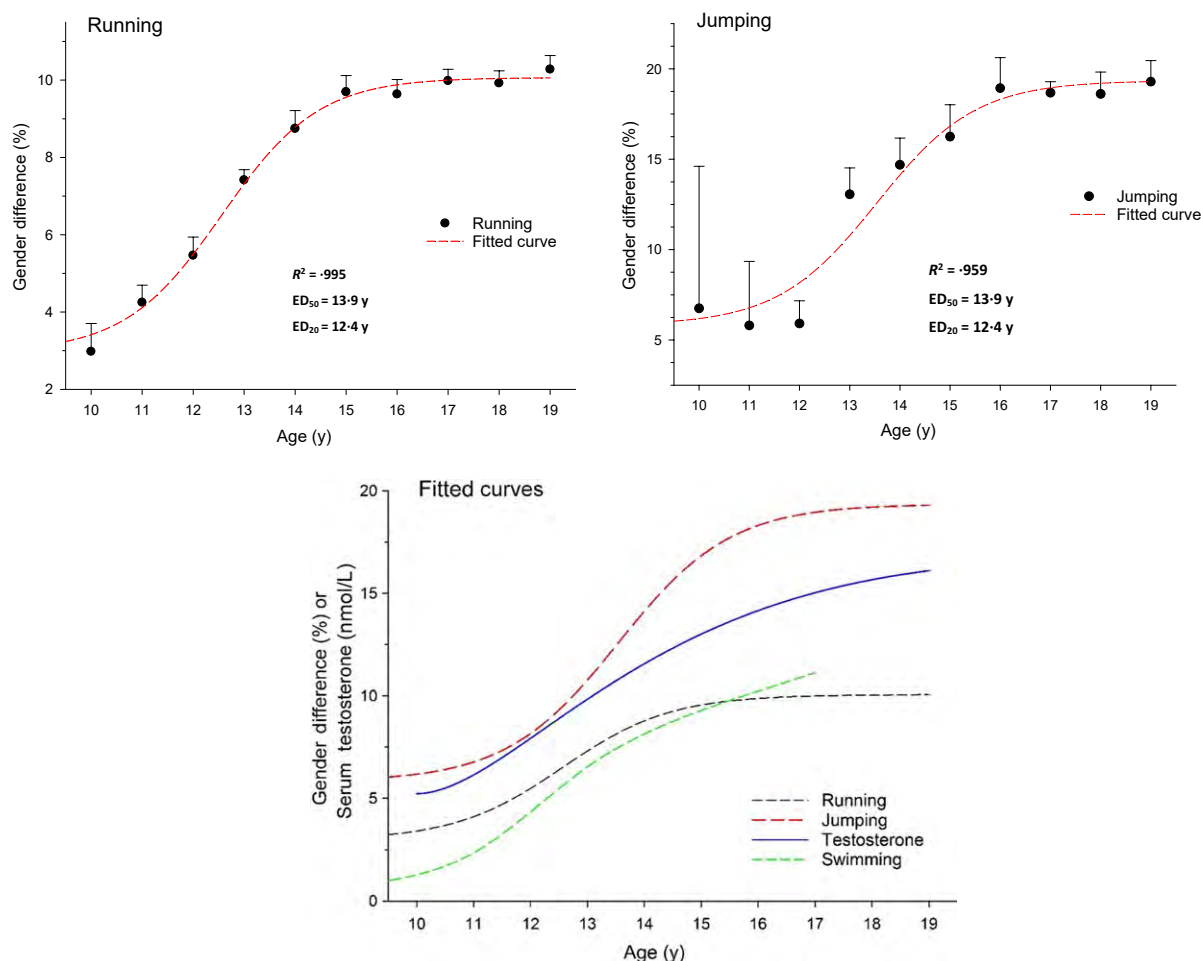 Running
Gender difference (%)
10
8
6
4
2
Running
Fitted curve
R² = ·995
ED₅₀ = 13·9 y
ED₂₀ = 12·4 y
10 11 12 13 14 15 16 17 18 19
Age (y)
Jumping
Gender difference (%)
20
15
10
5
Jumping
Fitted curve
R² = ·959
ED₅₀ = 13·9 y
ED₂₀ = 12·4 y
10 11 12 13 14 15 16 17 18 19
Age (y)
Fitted curves
Gender difference (%) or
Serum testosterone (nmol/L)
20
15
10
5
0
Running
Jumping
Testosterone
Swimming
10 11 12 13 14 15 16 17 18 19
Age (y)